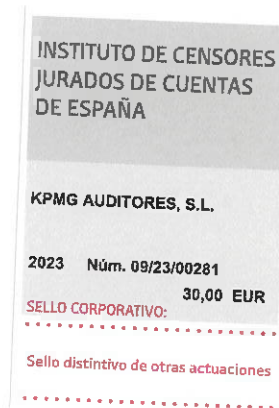 INSTITUTO DE CENSORES
JURADOS DE CUENTAS
DE ESPAÑA
KPMG AUDITORES, S.L.
2023 Núm. 09/23/00281
30,00 EUR
SELLO CORPORATIVO:
Sello distintivo de otras actuaciones